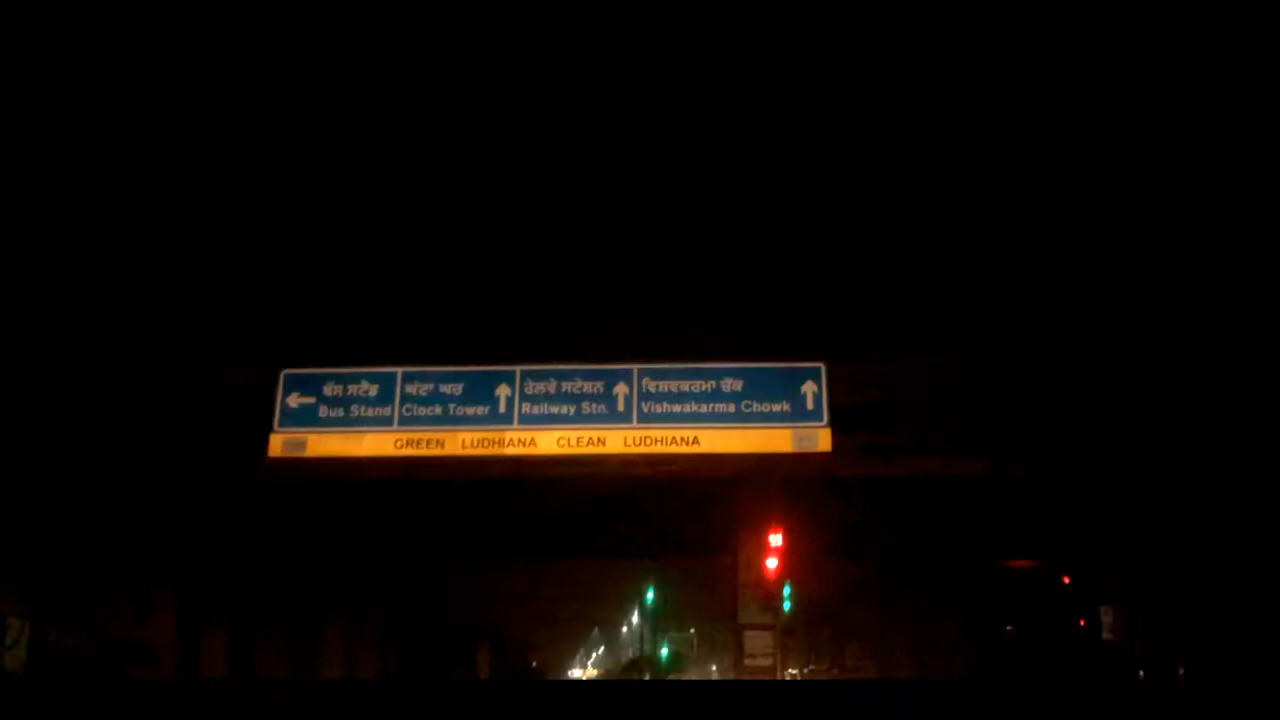 ਬੱਸ ਸਟੈਂਡ
Bus Stand
ਘੰਟਾ ਘਰ
Clock Tower
ਰੇਲਵੇ ਸਟੇਸ਼ਨ
Railway Stn.
ਵਿਸ਼ਵਕਰਮਾ ਚੌਂਕ
Vishwakarma Chowk
GREEN LUDHIANA CLEAN LUDHIANA